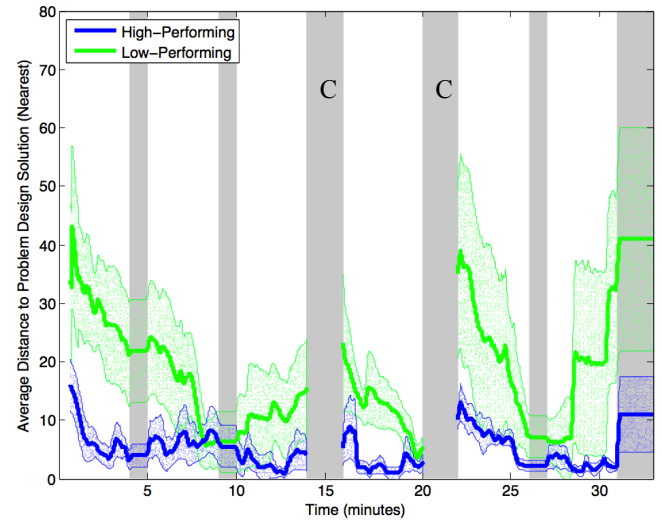 80
High-Performing
Low-Performing
70
C
C
60
50
40
30
20
10
0
5
10
15
20
25
30
Time (minutes)
Average Distance to Problem Design Solution (Nearest)